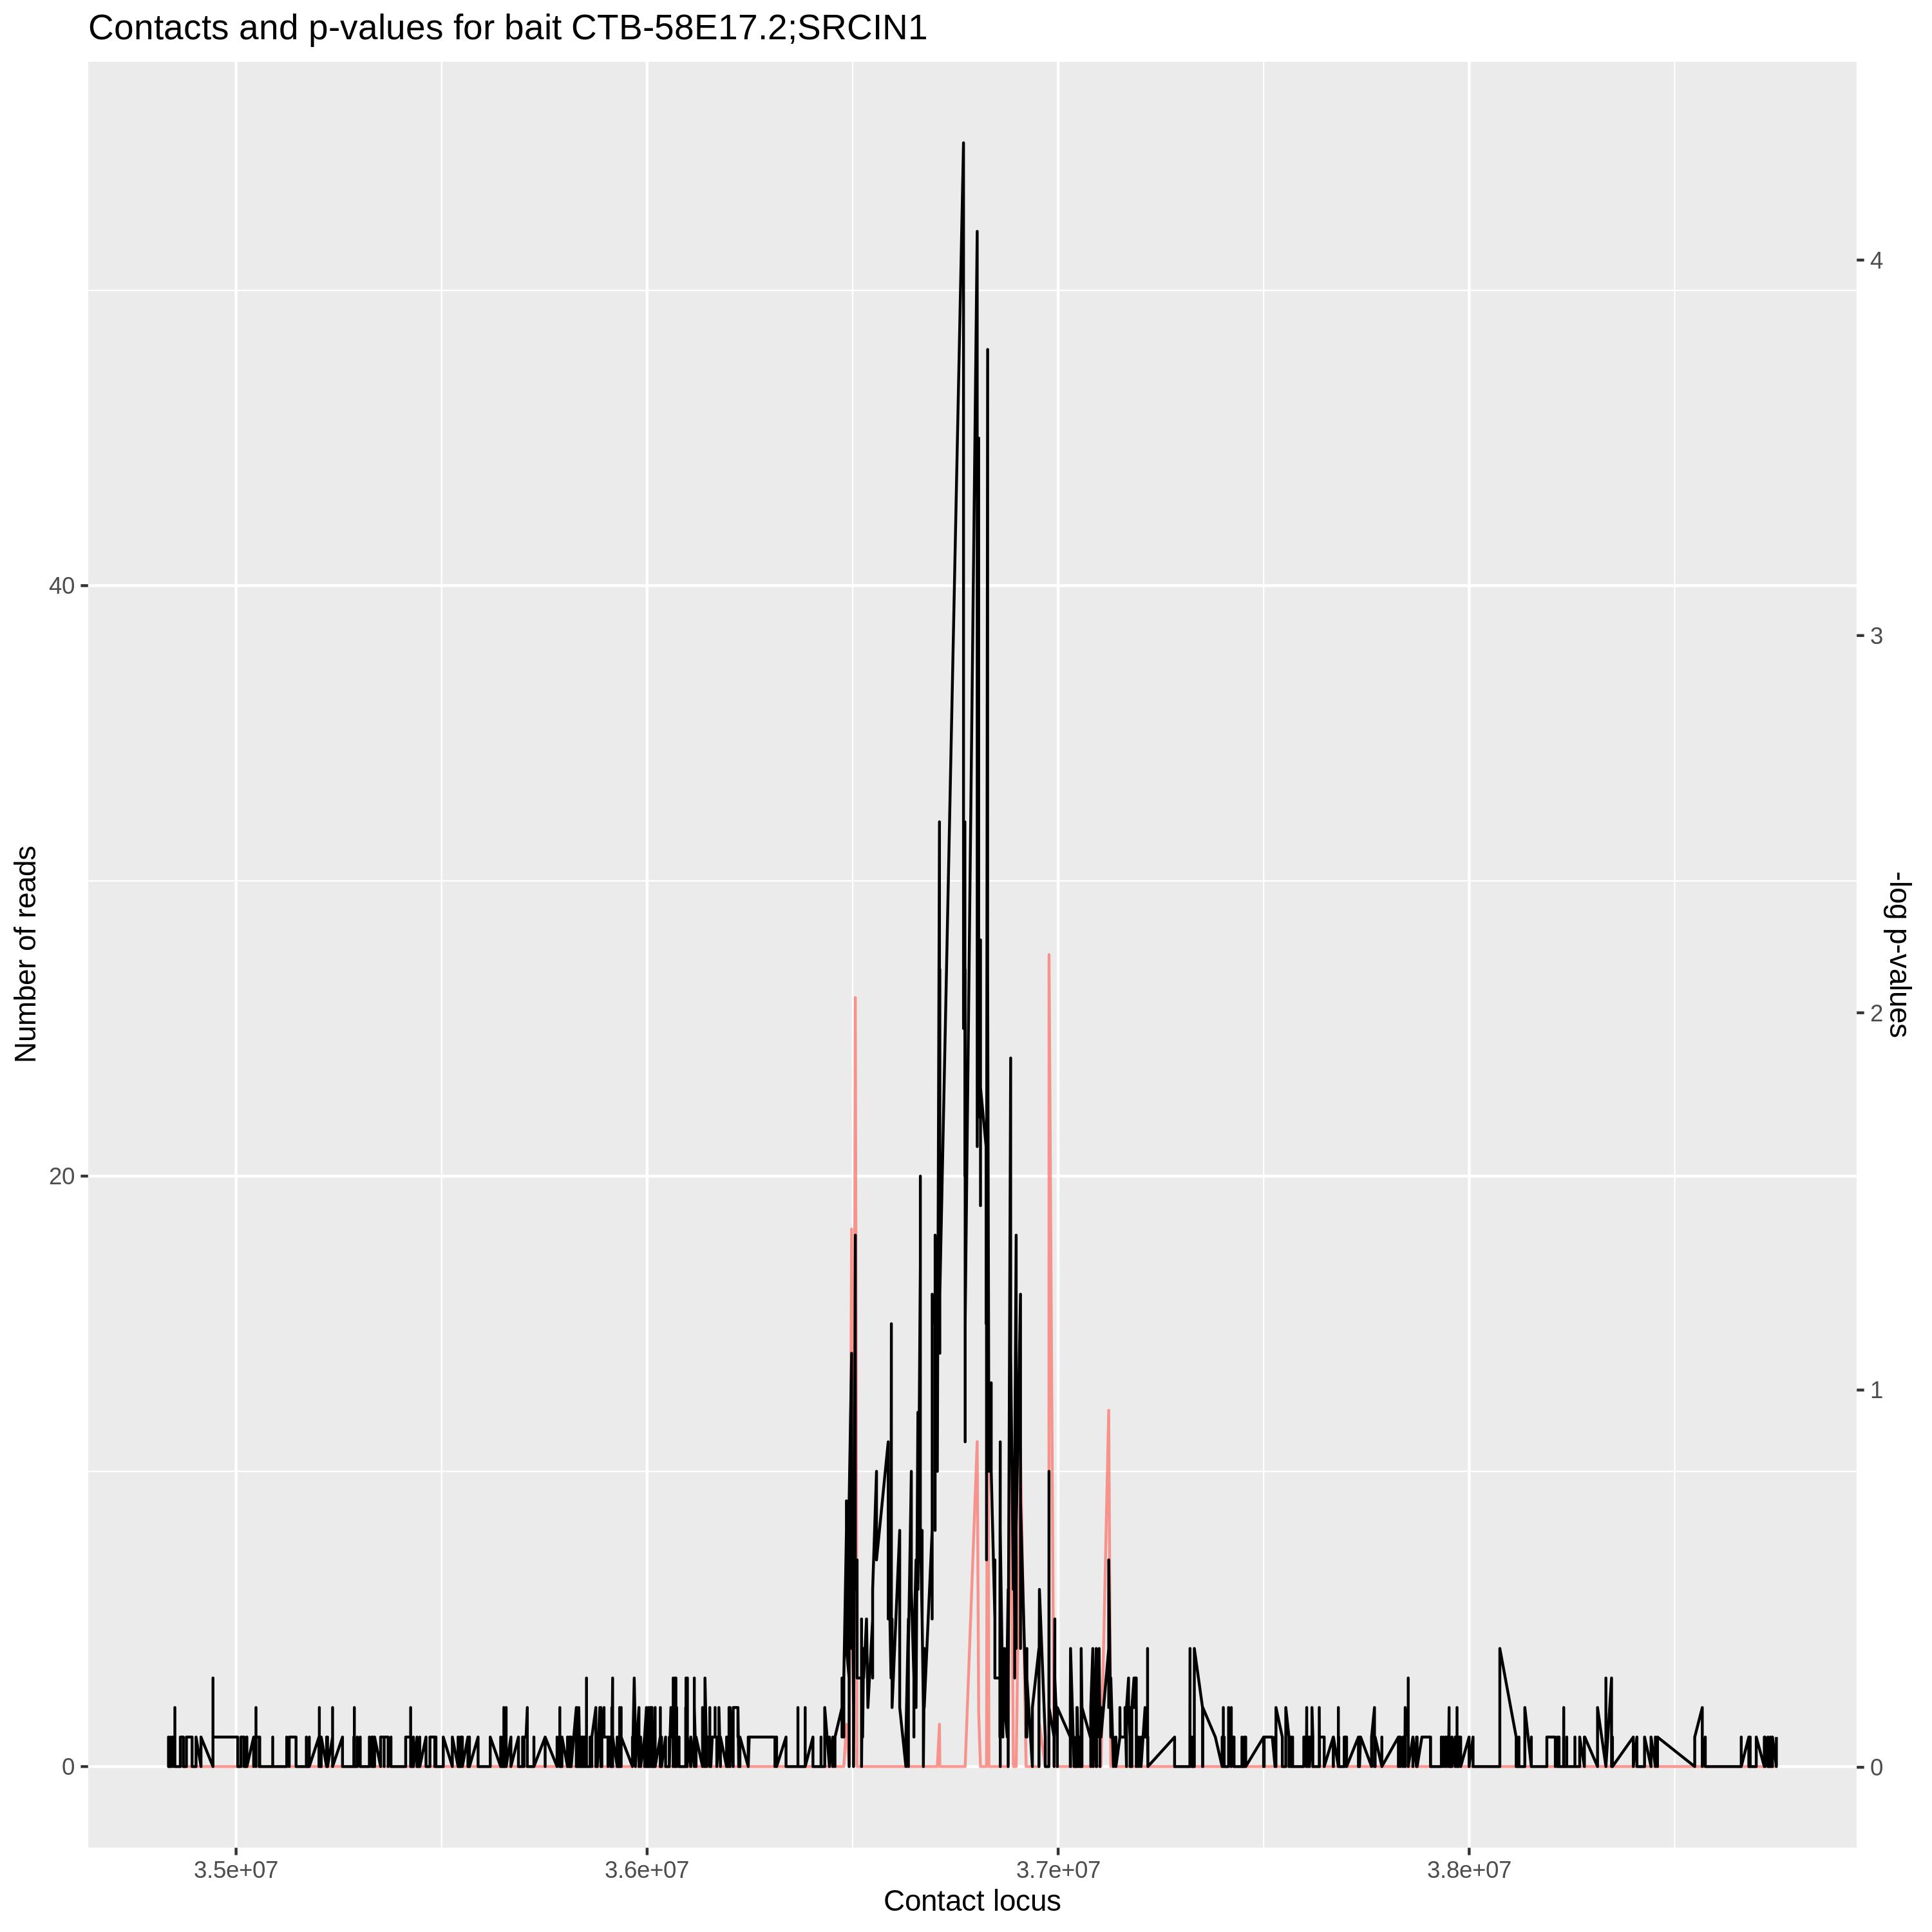 Contacts and p-values for bait CTB-58E17.2;SRCIN1
Number of reads
40
20
0
4
3
2
1
0
-log p-values
3.5e+07
3.6e+07
3.7e+07
3.8e+07
Contact locus